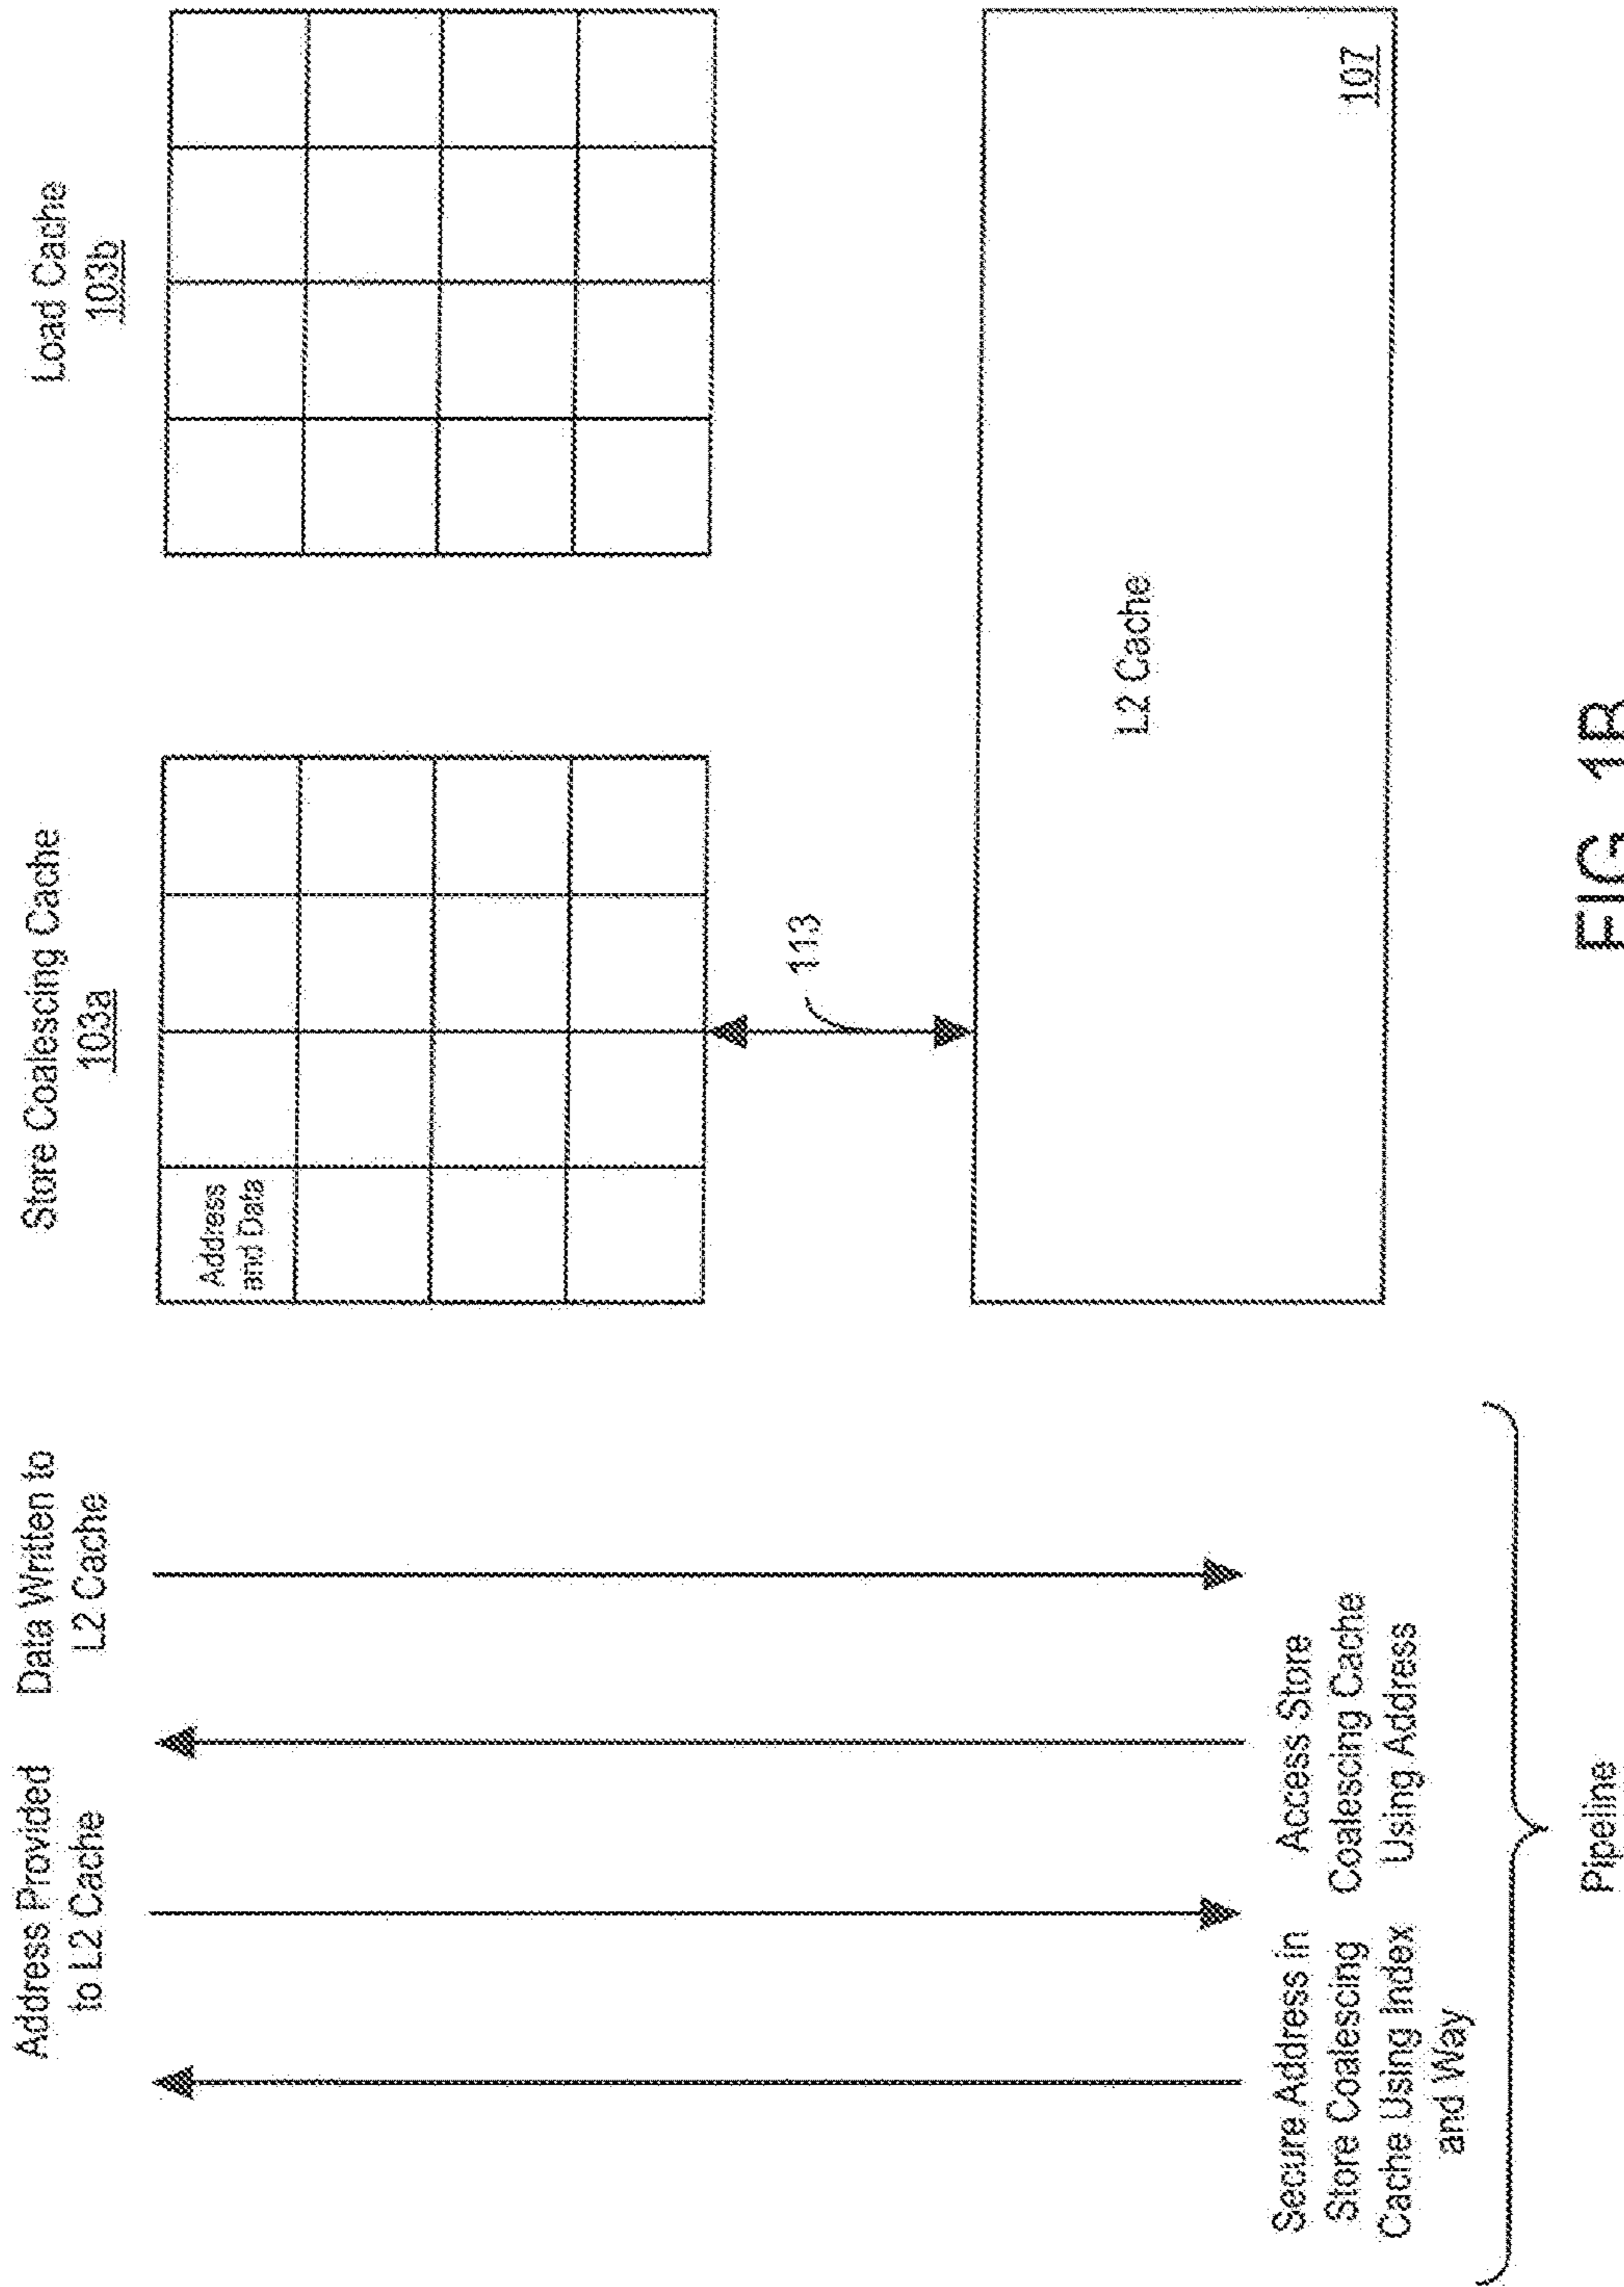 Address Provided
to L2 Cache
Data Written to
L2 Cache
Store Coalescing Cache
103a
Load Cache
103b
Address
and Data
113
L2 Cache
107
Secure Address in
Store Coalescing
Cache Using Index
and Way
Access Store
Coalescing Cache
Using Address
Pipeline
FIG. 1B